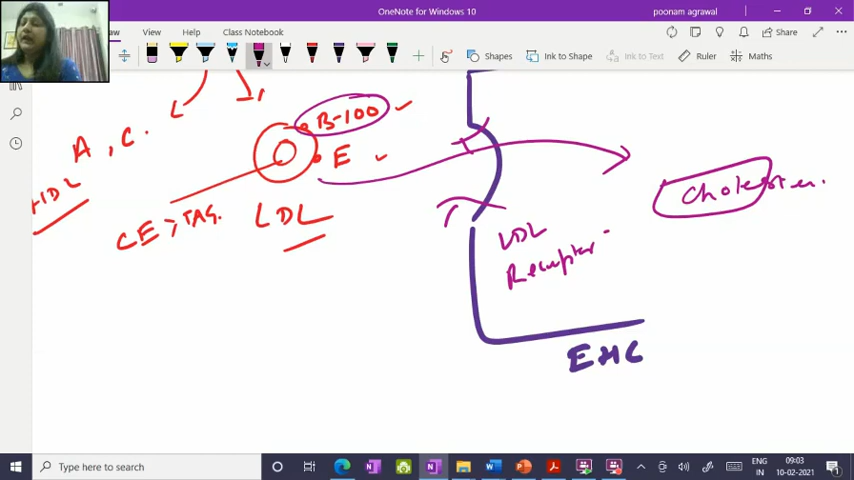 OneNote for Windows 10
poonam agrawal
aw
View
Help
Class Notebook
Share
Shapes
Ink to Shape
Ink to Text
Ruler
Maths
B-100
A, C.
E
HDL
CE > TAG.
LDL
Cholester.
LDL
Receptor
EHC
Type here to search
ENG
IN
09:03
10-02-2021